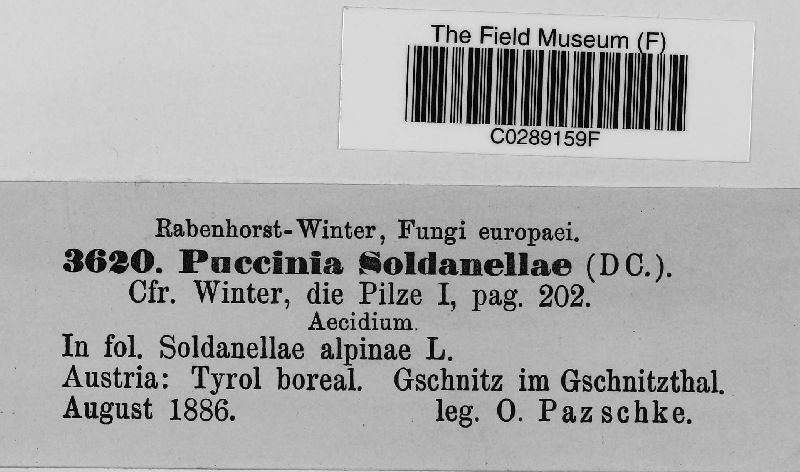 The Field Museum (F)
C0289159F
Rabenhorst-Winter, Fungi europaei.
3620. Puccinia Soldanellae (DC.).
Cfr. Winter, die Pilze I, pag. 202.
Aecidium.
In fol. Soldanellae alpinae L.
Austria: Tyrol boreal. Gschnitz im Gschnitzthal.
August 1886. leg. O. Pazschke.